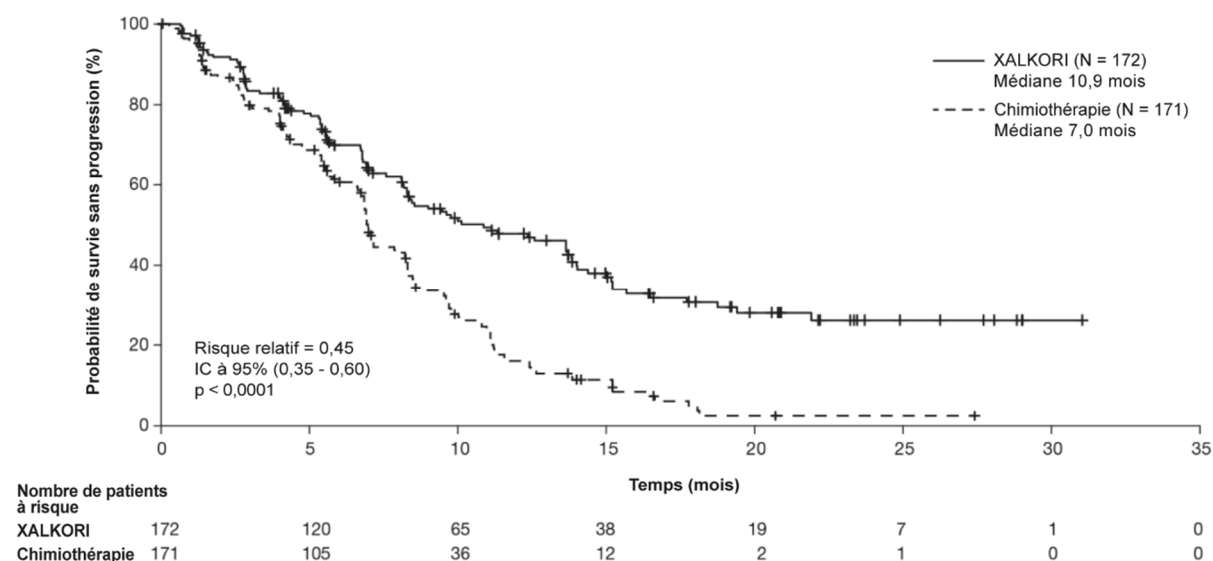 Probabilité de survie sans progression (%)
100
80
60
40
20
0
XALKORI (N = 172)
Médiane 10,9 mois
Chimiothérapie (N = 171)
Médiane 7,0 mois
Risque relatif = 0,45
IC à 95% (0,35 - 0,60)
p < 0,0001
0 5 10 15 20 25 30 35
Temps (mois)
Nombre de patients
à risque
XALKORI 172 120 65 38 19 7 1 0
Chimiothérapie 171 105 36 12 2 1 0 0